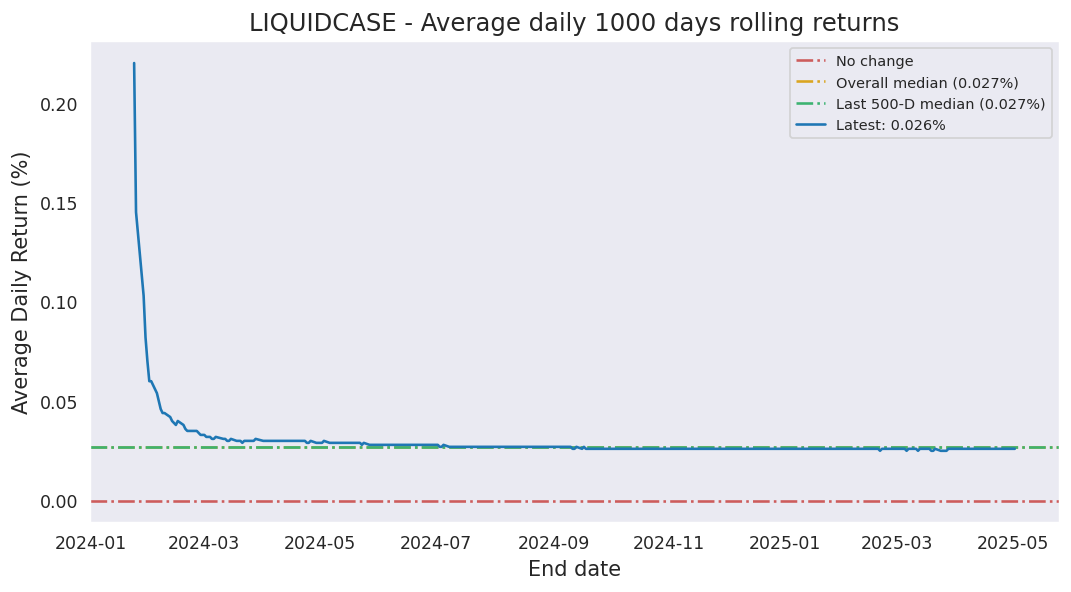 LIQUIDCASE - Average daily 1000 days rolling returns
No change
Overall median (0.027%)
Last 500-D median (0.027%)
Latest: 0.026%
Average Daily Return (%)
0.20
0.15
0.10
0.05
0.00
2024-01 2024-03 2024-05 2024-07 2024-09 2024-11 2025-01 2025-03 2025-05
End date